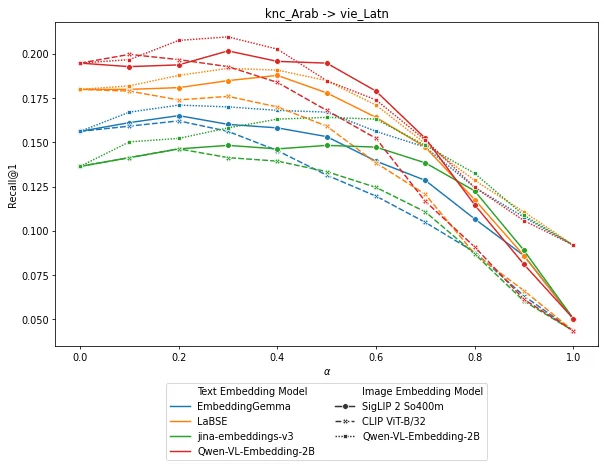 knc_Arab -> vie_Latn
Recall@1
0.200
0.175
0.150
0.125
0.100
0.075
0.050
0.0 0.2 0.4 0.6 0.8 1.0
α
Text Embedding Model
EmbeddingGemma
LaBSE
jina-embeddings-v3
Qwen-VL-Embedding-2B
Image Embedding Model
SigLIP 2 So400m
CLIP ViT-B/32
Qwen-VL-Embedding-2B